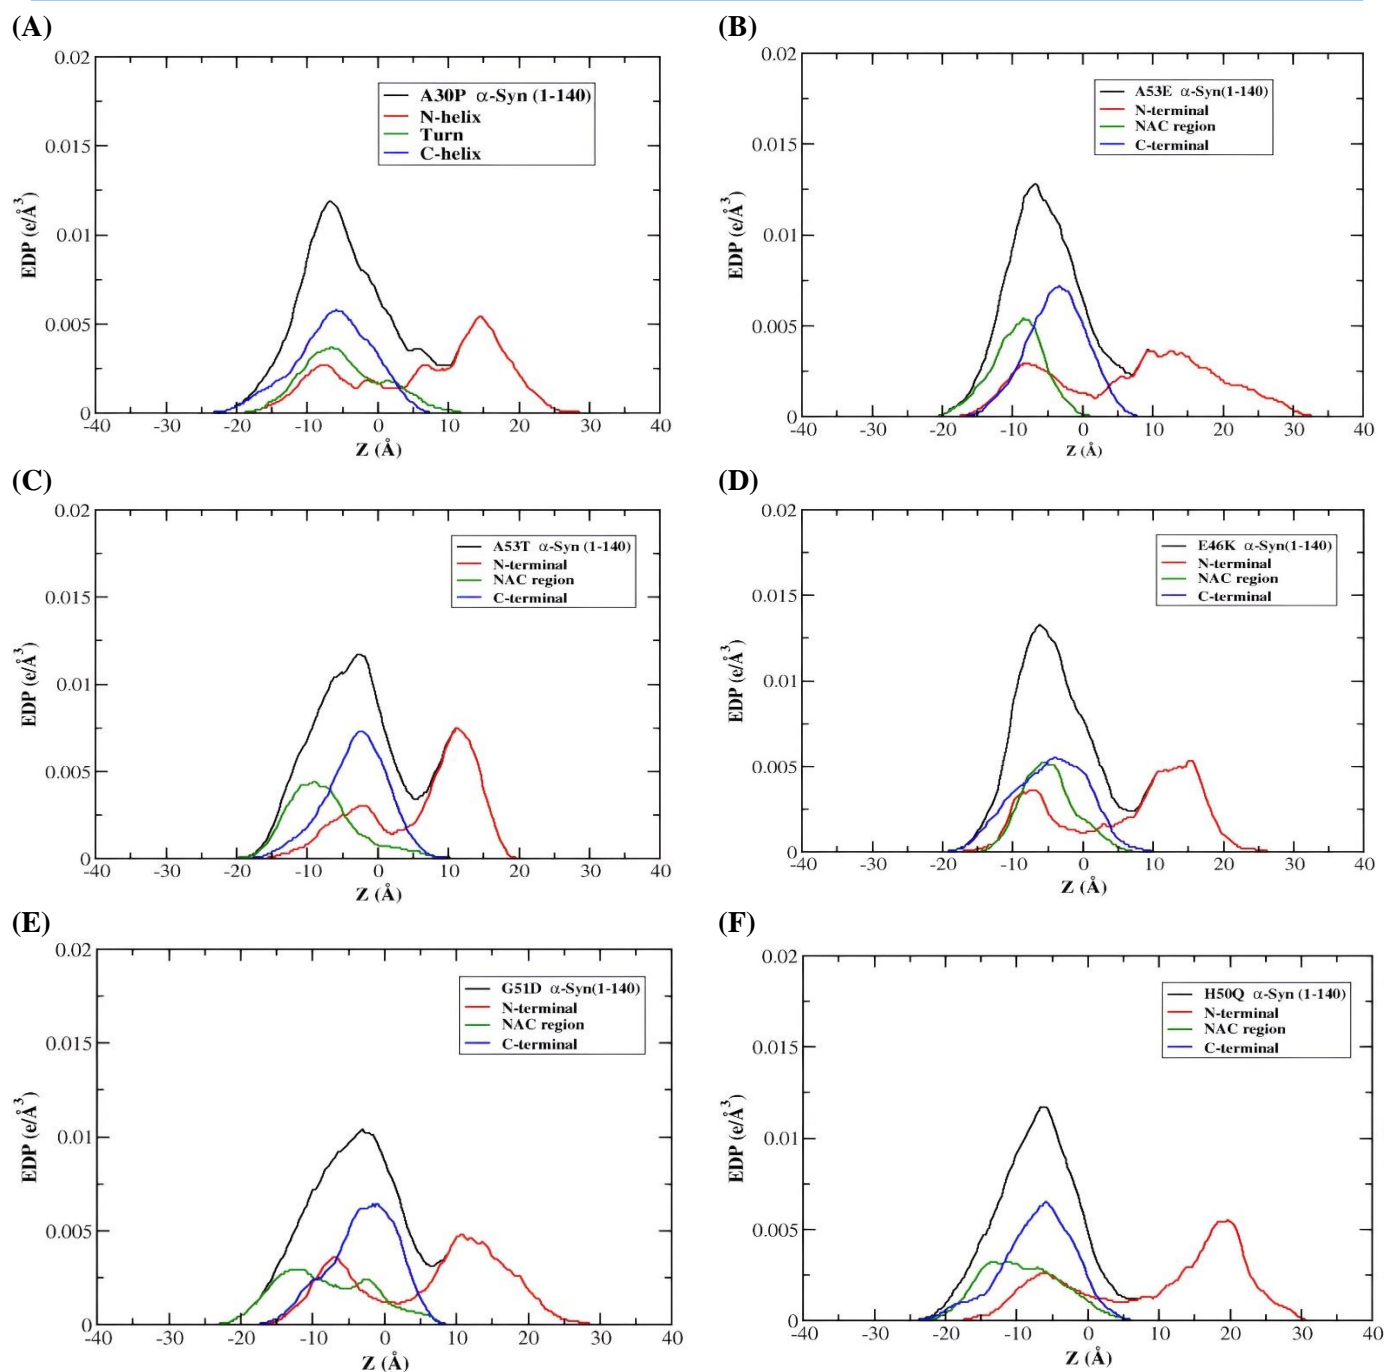 (A)
0.02
0.015
0.01
0.005
0
EDP (e/Å³)
A30P α-Syn (1-140)
N-helix
Turn
C-helix
-40 -30 -20 -10 0 10 20 30 40
Z (Å)
(B)
0.02
0.015
0.01
0.005
0
EDP (e/Å³)
A53E α-Syn(1-140)
N-terminal
NAC region
C-terminal
-40 -30 -20 -10 0 10 20 30 40
Z (Å)
(C)
0.02
0.015
0.01
0.005
0
EDP (e/Å³)
A53T α-Syn (1-140)
N-terminal
NAC region
C-terminal
-40 -30 -20 -10 0 10 20 30 40
Z (Å)
(D)
0.02
0.015
0.01
0.005
0
EDP (e/Å³)
E46K α-Syn(1-140)
N-terminal
NAC region
C-terminal
-40 -30 -20 -10 0 10 20 30 40
Z (Å)
(E)
0.02
0.015
0.01
0.005
0
EDP (e/Å³)
G51D α-Syn(1-140)
N-terminal
NAC region
C-terminal
-40 -30 -20 -10 0 10 20 30 40
Z (Å)
(F)
0.02
0.015
0.01
0.005
0
EDP (e/Å³)
H50Q α-Syn (1-140)
N-terminal
NAC region
C-terminal
-40 -30 -20 -10 0 10 20 30 40
Z (Å)